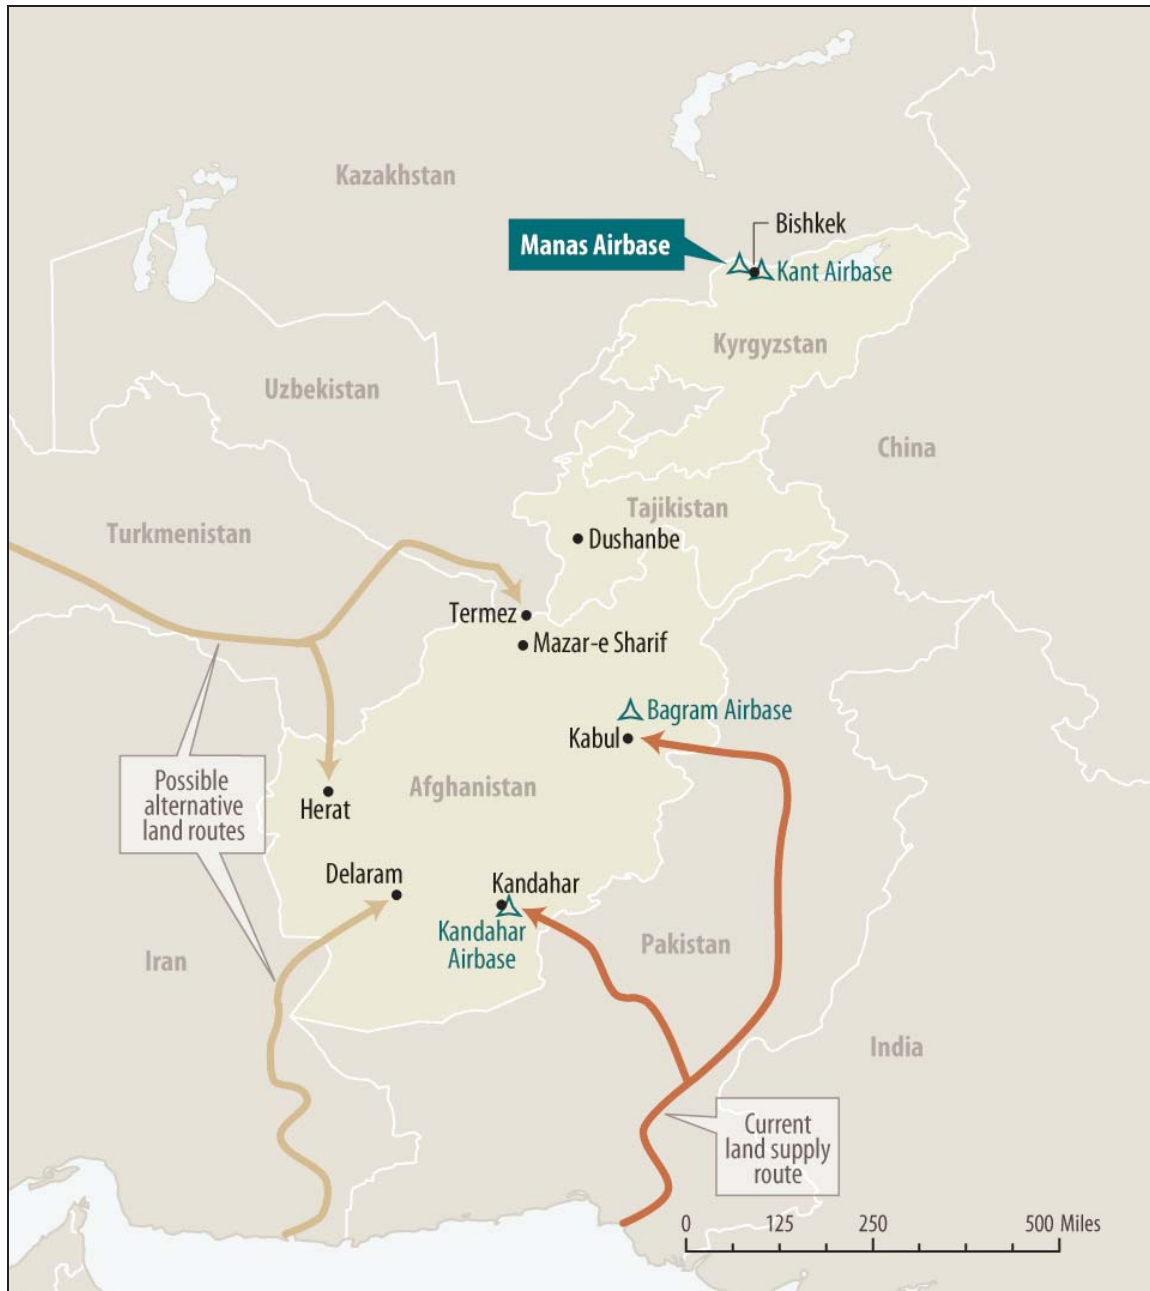 Kazakhstan
Bishkek
Manas Airbase
Kant Airbase
Kyrgyzstan
Uzbekistan
China
Tajikistan
Turkmenistan
Dushanbe
Termez
Mazar-e Sharif
Bagram Airbase
Kabul
Possible
alternative
land routes
Afghanistan
Herat
Delaram
Kandahar
Kandahar
Airbase
Pakistan
Iran
India
Current
land supply
route
0 125 250 500 Miles